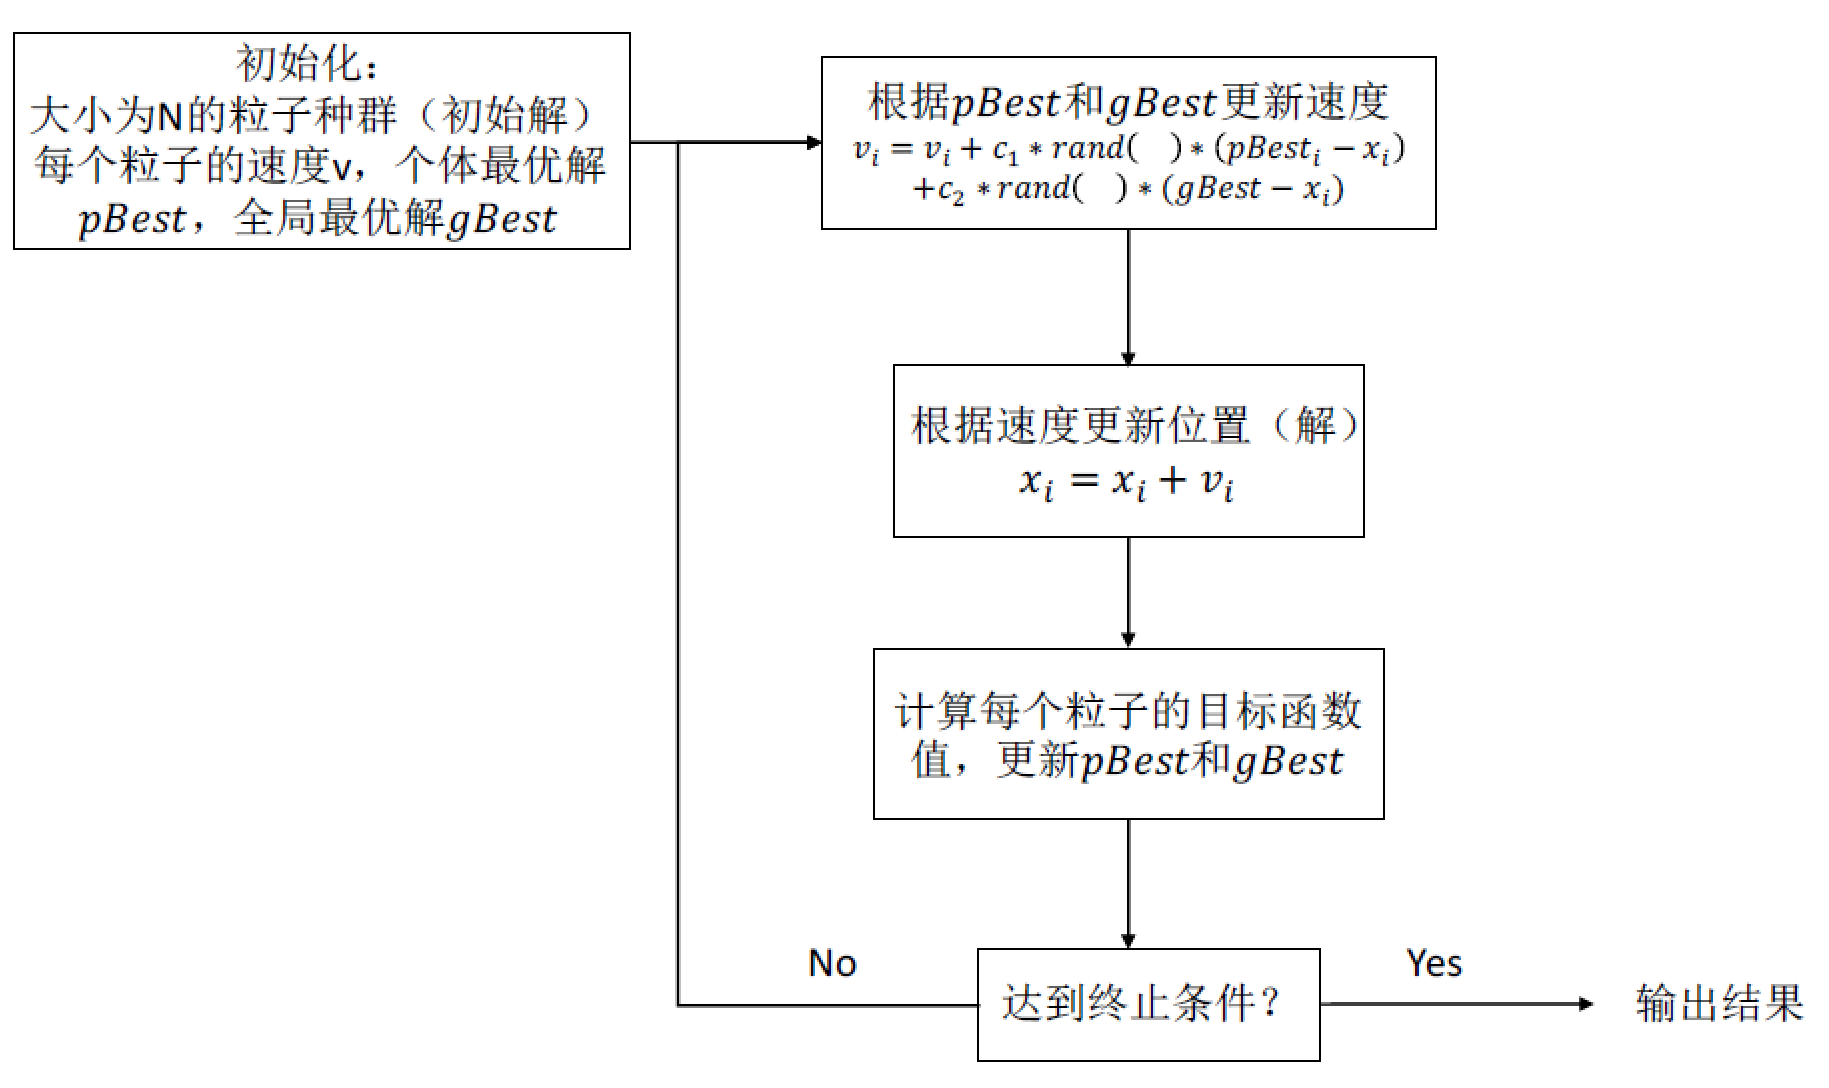 初始化：
大小为N的粒子种群（初始解）
每个粒子的速度v，个体最优解
pBest，全局最优解gBest
根据pBest和gBest更新速度
v_i = v_i + c_1 * rand(  ) * (pBest_i − x_i)
+c_2 * rand(  ) * (gBest − x_i)
根据速度更新位置（解）
x_i = x_i + v_i
计算每个粒子的目标函数
值，更新pBest和gBest
No
达到终止条件？
Yes
输出结果